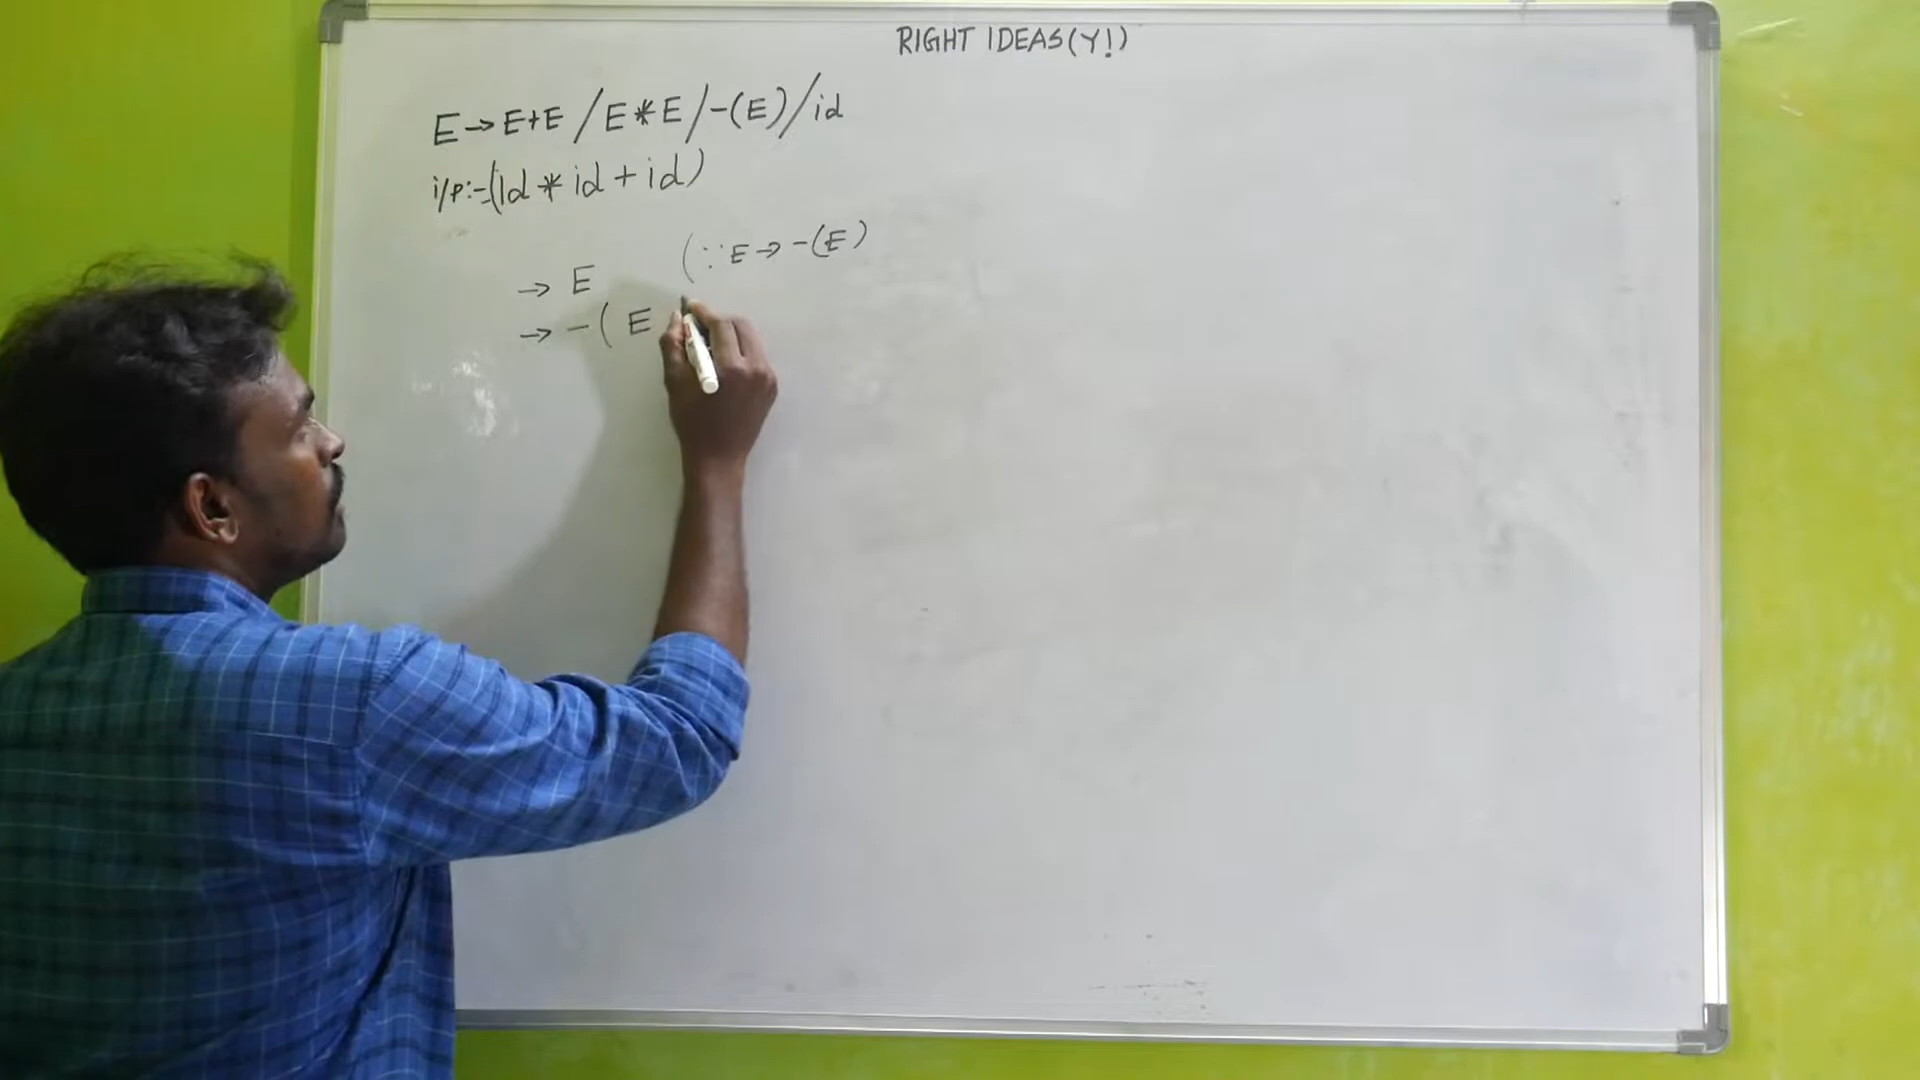 RIGHT IDEAS(Y!)
E→E+E/E*E/-(E)/id
i/p:-(id * id + id)
(∵E→-(E)
→ E
→ -( E